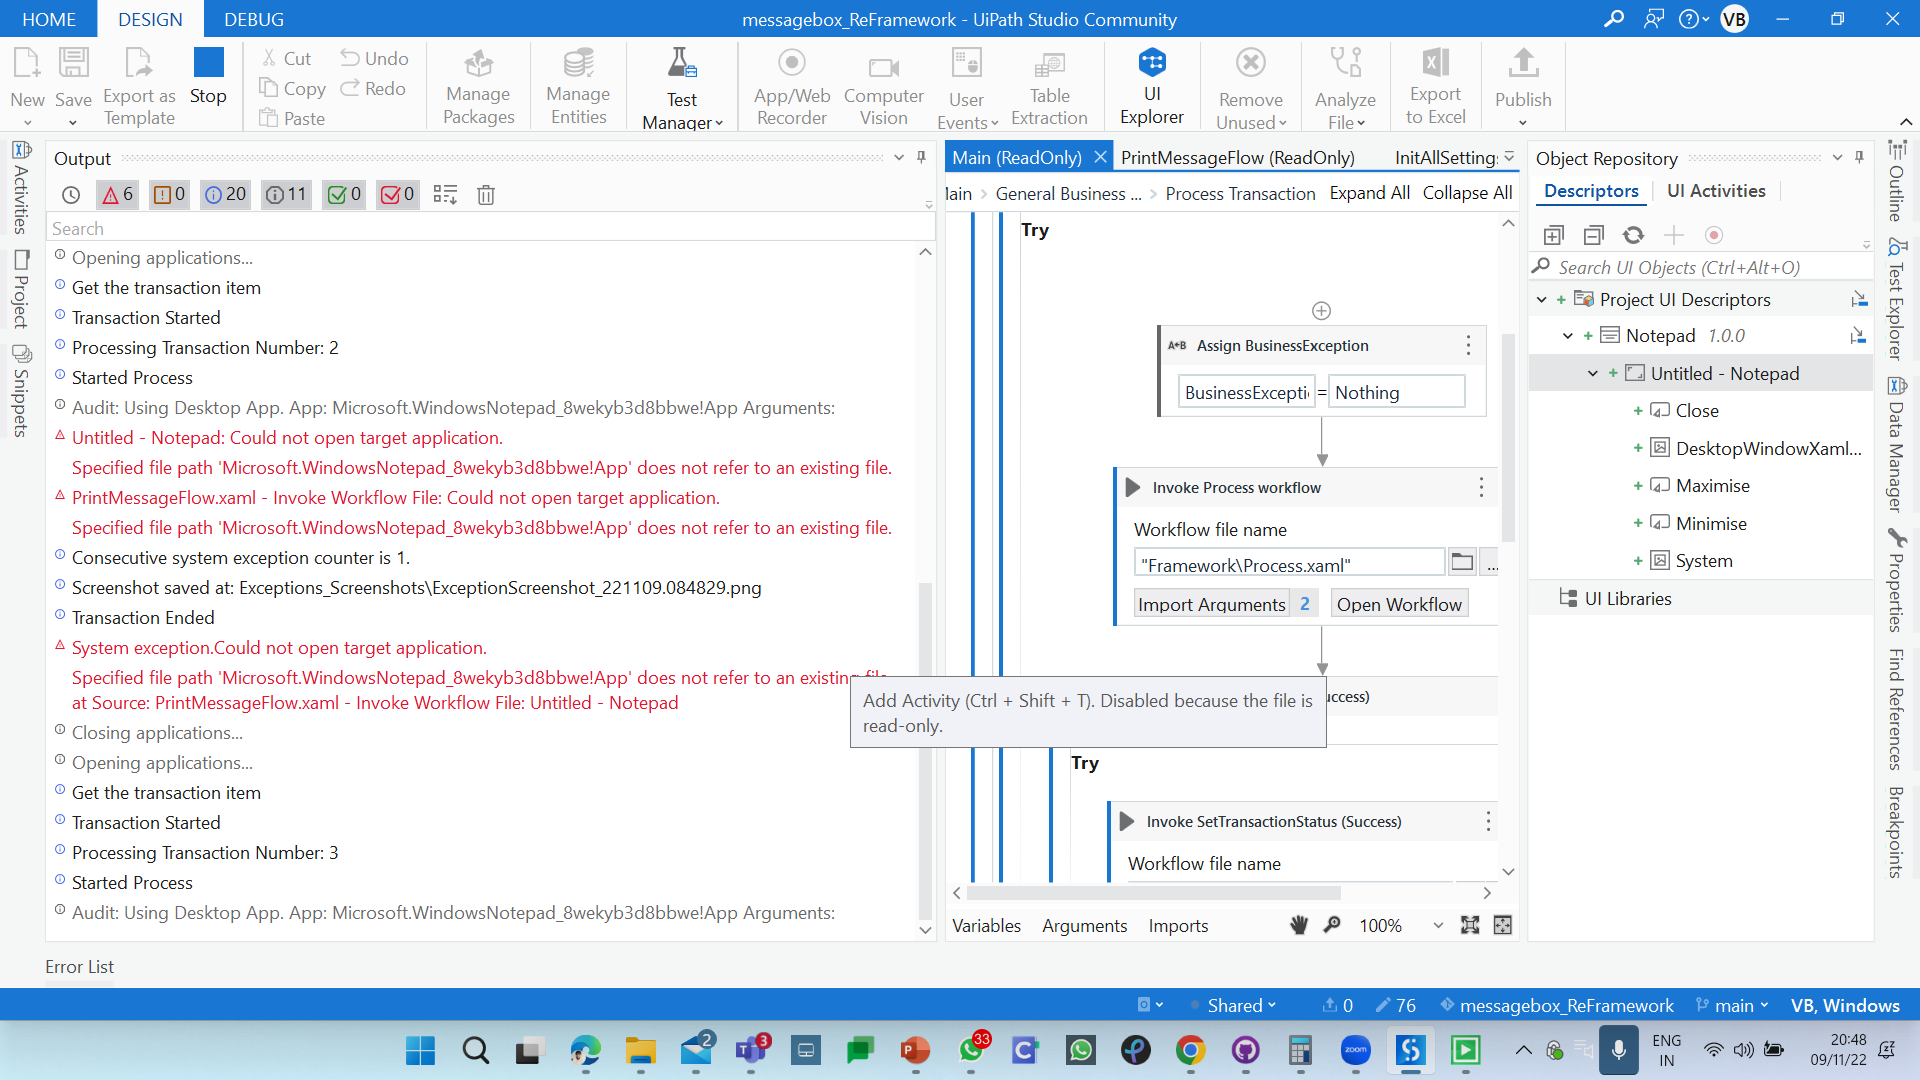 HOME DESIGN DEBUG messagebox_ReFramework - UiPath Studio Community VB
New
Save
Export as
Template
Stop
Cut
Copy
Paste
Undo
Redo
Manage
Packages
Manage
Entities
Test
Manager
App/Web
Recorder
Computer
Vision
User
Events
Table
Extraction
UI
Explorer
Remove
Unused
Analyze
File
Export
to Excel
Publish
Activities
Project
Snippets
Output
6 0 20 11 0 0
Search
Opening applications...
Get the transaction item
Transaction Started
Processing Transaction Number: 2
Started Process
Audit: Using Desktop App. App: Microsoft.WindowsNotepad_8wekyb3d8bbwe!App Arguments:
Untitled - Notepad: Could not open target application.
Specified file path 'Microsoft.WindowsNotepad_8wekyb3d8bbwe!App' does not refer to an existing file.
PrintMessageFlow.xaml - Invoke Workflow File: Could not open target application.
Specified file path 'Microsoft.WindowsNotepad_8wekyb3d8bbwe!App' does not refer to an existing file.
Consecutive system exception counter is 1.
Screenshot saved at: Exceptions_Screenshots\ExceptionScreenshot_221109.084829.png
Transaction Ended
System exception.Could not open target application.
Specified file path 'Microsoft.WindowsNotepad_8wekyb3d8bbwe!App' does not refer to an existing file.
at Source: PrintMessageFlow.xaml - Invoke Workflow File: Untitled - Notepad
Closing applications...
Opening applications...
Get the transaction item
Transaction Started
Processing Transaction Number: 3
Started Process
Audit: Using Desktop App. App: Microsoft.WindowsNotepad_8wekyb3d8bbwe!App Arguments:
Error List
Main (ReadOnly) PrintMessageFlow (ReadOnly) InitAllSetting
ain General Business ... Process Transaction Expand All Collapse All
Try
A+B Assign BusinessException
BusinessExcepti = Nothing
Invoke Process workflow
Workflow file name
"Framework\Process.xaml" ...
Import Arguments 2 Open Workflow
uccess)
Add Activity (Ctrl + Shift + T). Disabled because the file is
read-only.
Try
Invoke SetTransactionStatus (Success)
Workflow file name
Variables Arguments Imports 100%
Object Repository
Descriptors UI Activities
Search UI Objects (Ctrl+Alt+O)
Project UI Descriptors
Notepad 1.0.0
Untitled - Notepad
Close
DesktopWindowXaml...
Maximise
Minimise
System
UI Libraries
Outline
Test Explorer
Data Manager
Properties
Find References
Breakpoints
Shared 0 76 messagebox_ReFramework main VB, Windows
2 3 33 zoom
ENG
IN
20:48
09/11/22